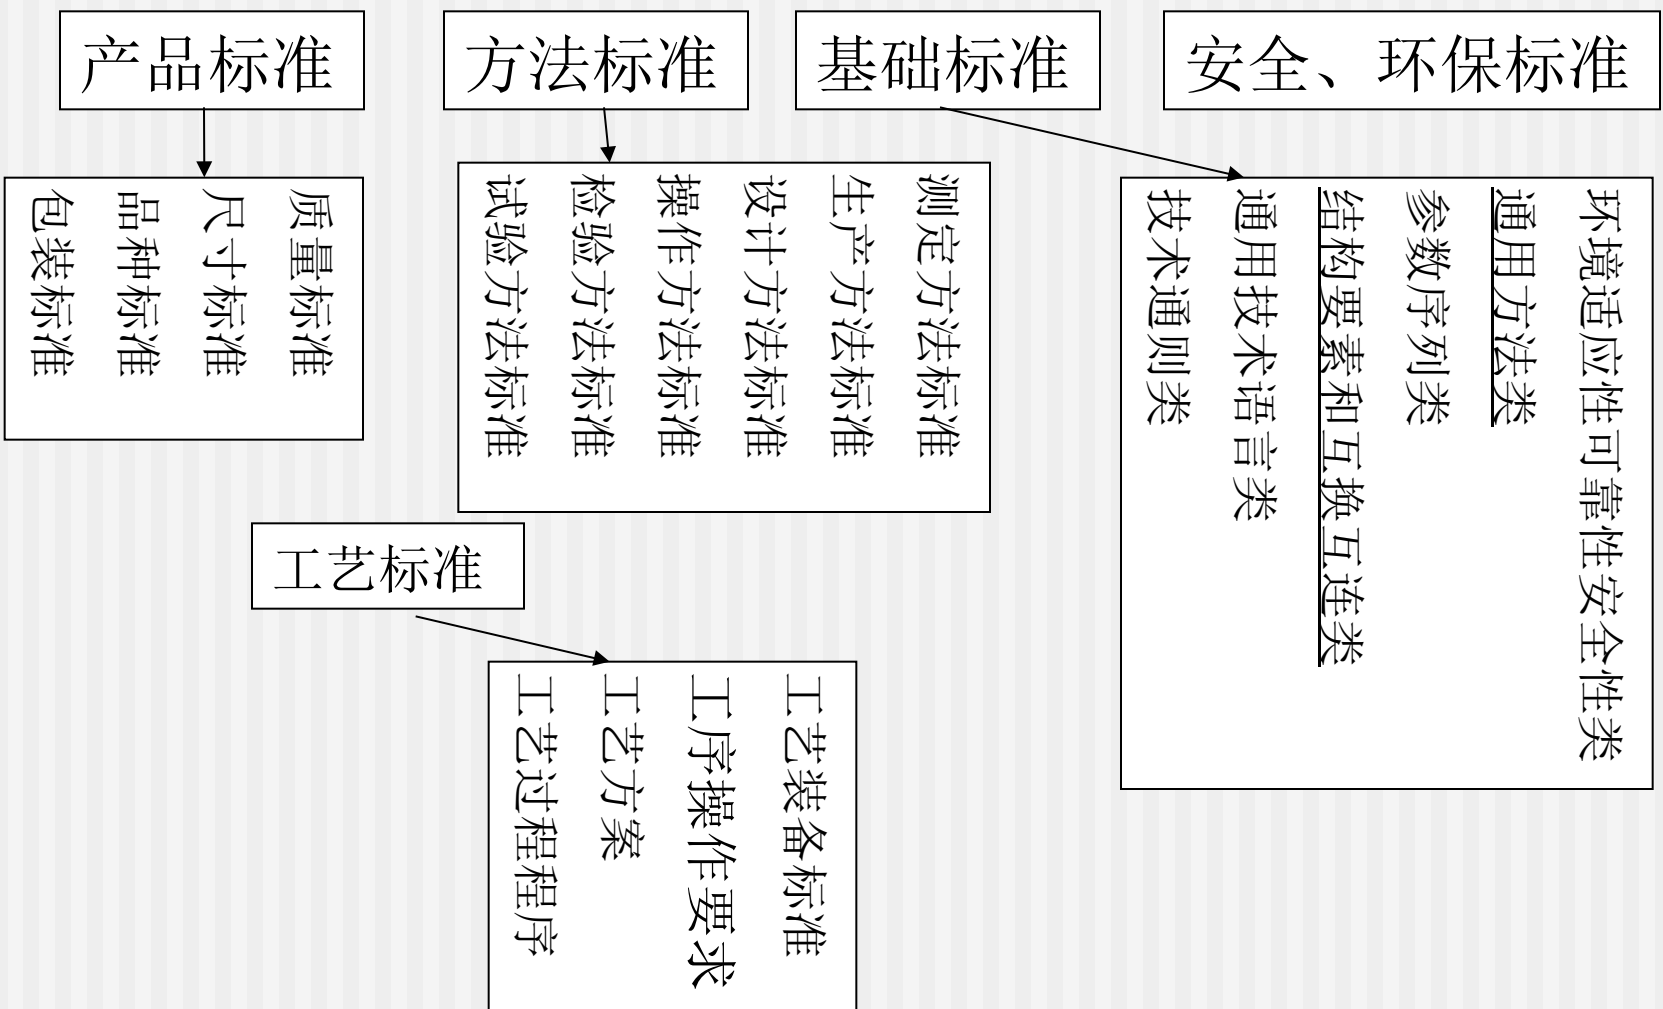 产品标准
方法标准
基础标准
安全、环保标准
质量标准
尺寸标准
品种标准
包装标准
测定方法标准
生产方法标准
设计方法标准
操作方法标准
检验方法标准
试验方法标准
环境适应性可靠性安全性类
通用方法类
参数序列类
结构要素和互换互连类
通用技术语言类
技术通则类
工艺标准
工艺装备标准
工序操作要求
工艺方案
工艺过程程序